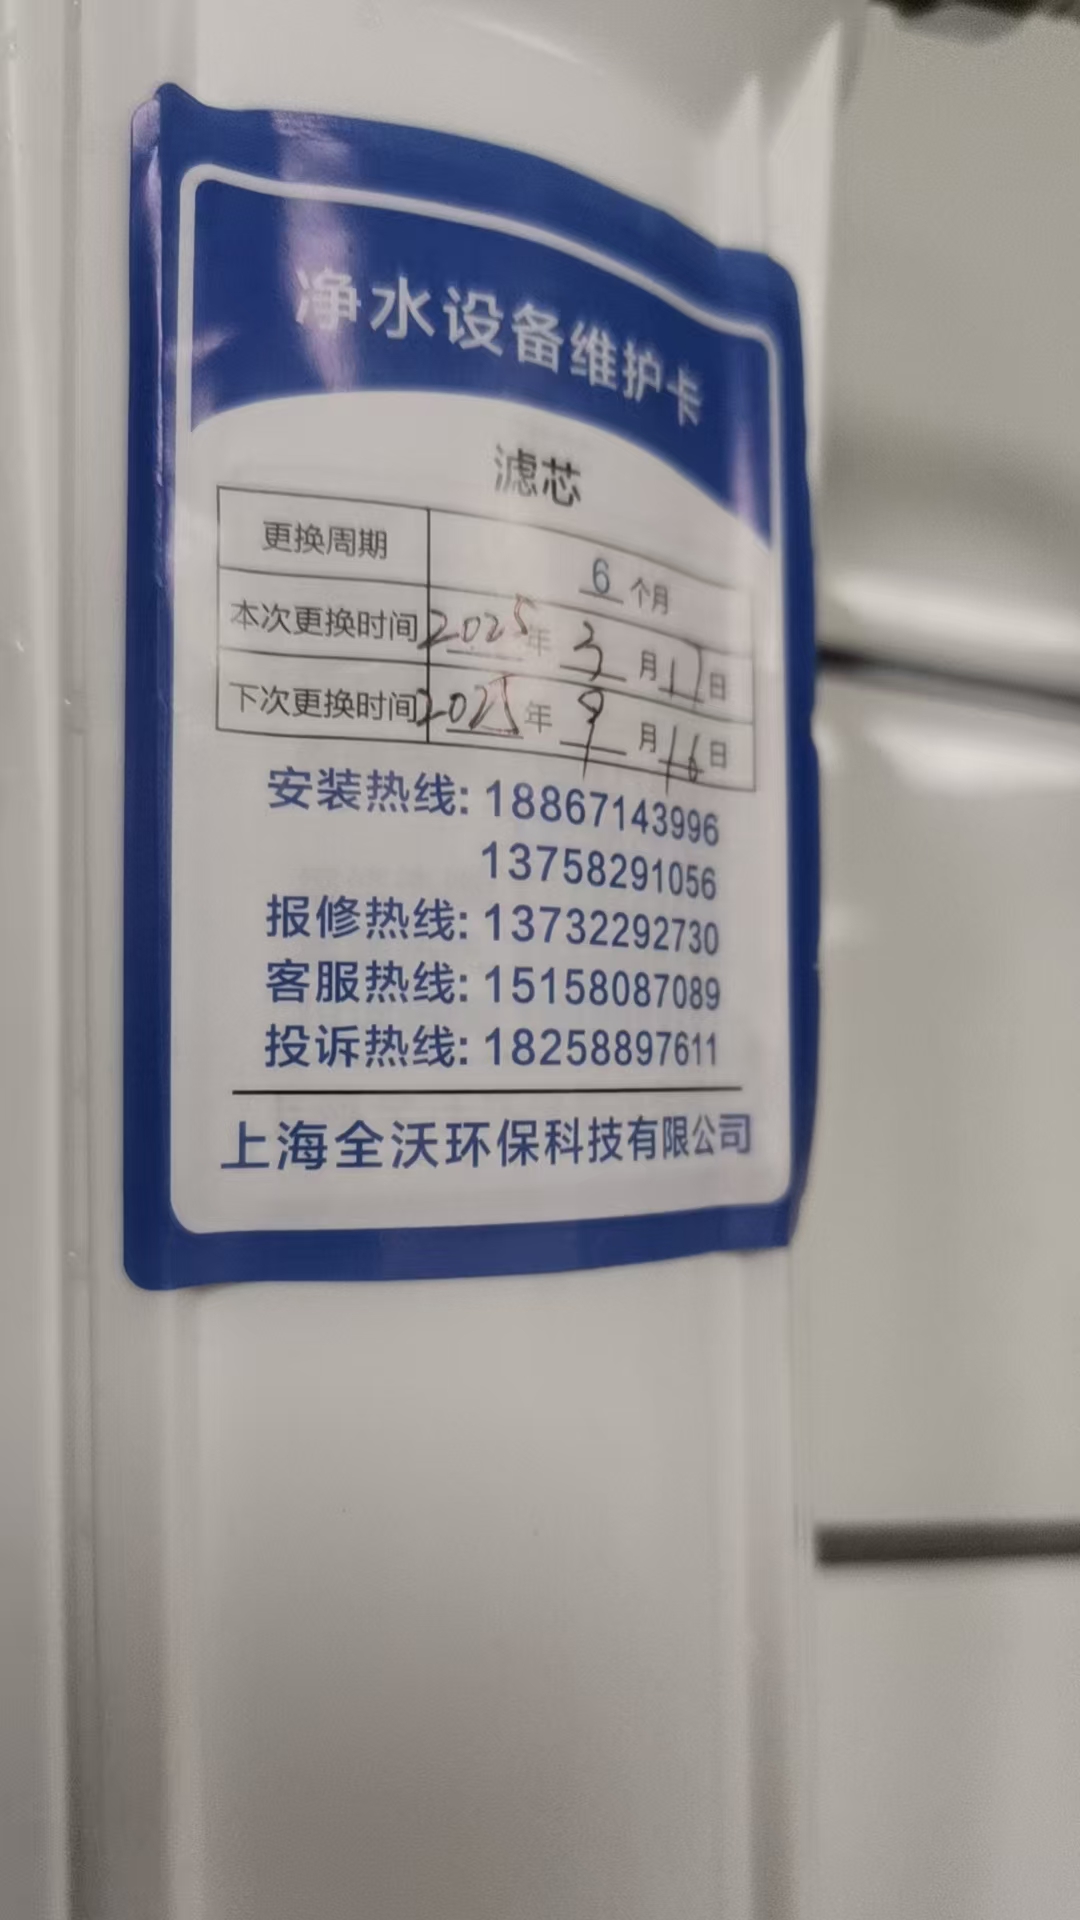 净水设备维护卡
滤芯
更换周期 6 个月
本次更换时间 2025 年 3 月 17 日
下次更换时间 2025 年 9 月 16 日
安装热线: 18867143996
13758291056
报修热线: 13732292730
客服热线: 15158087089
投诉热线: 18258897611
上海全沃环保科技有限公司